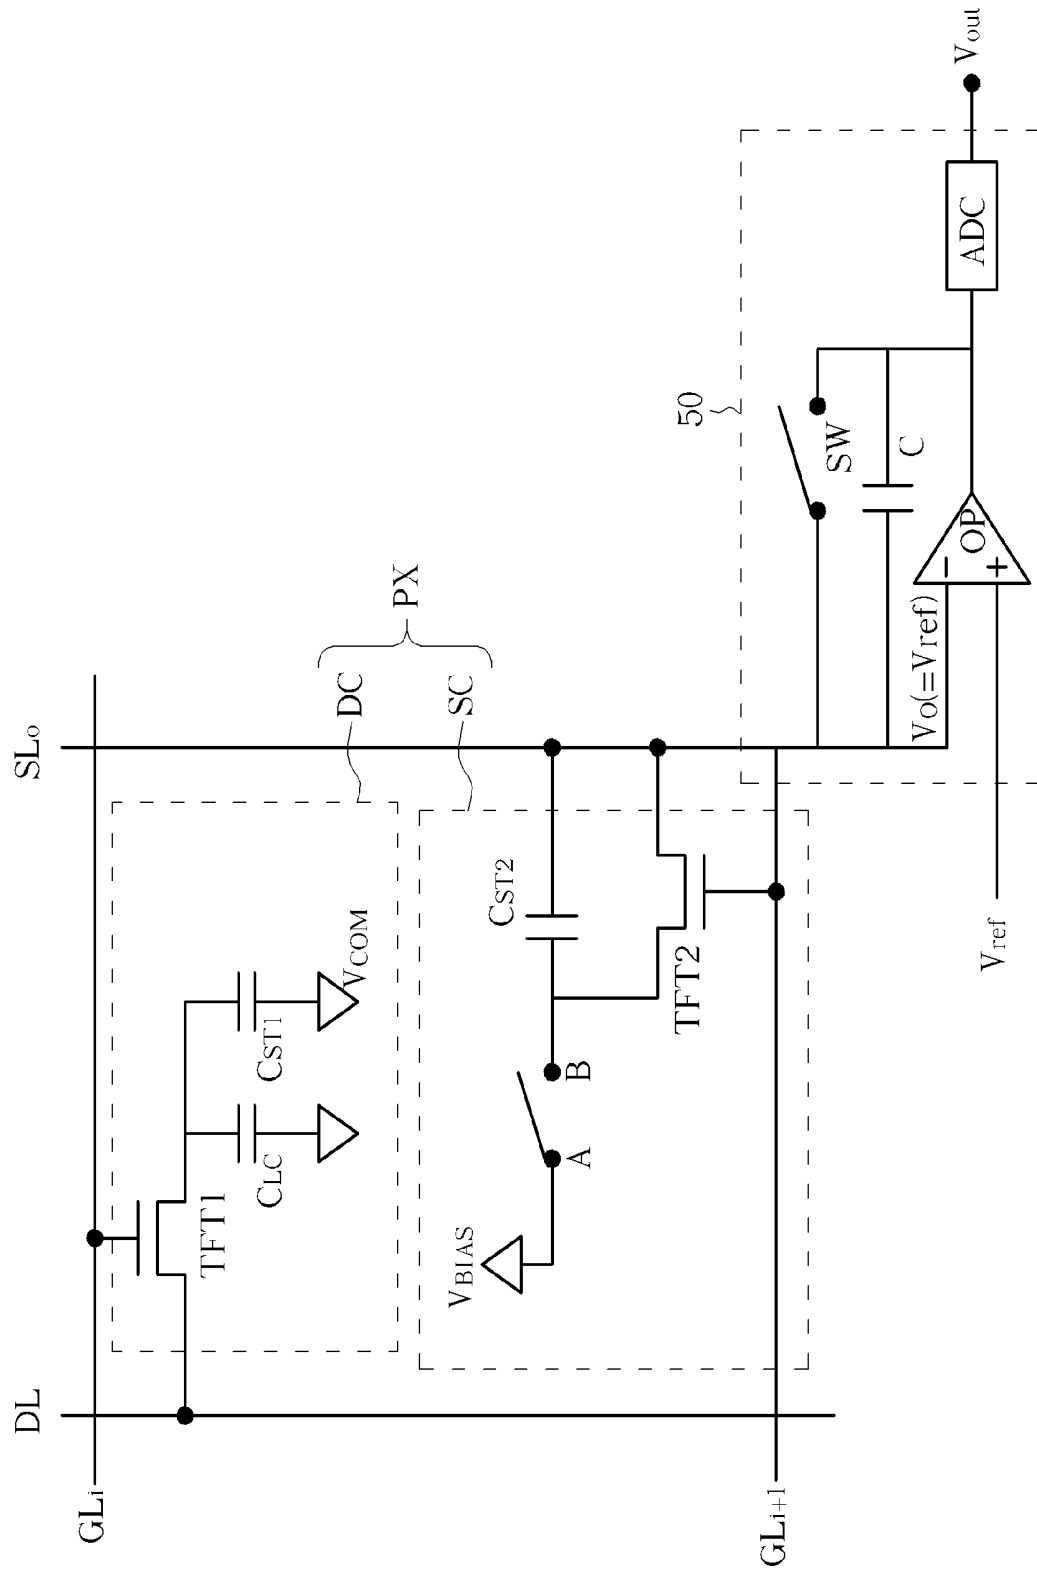 DL
SLo
GLi
TFT1
CLC
CST1
VCOM
DC
SC
PX
VBIAS
A
B
CST2
TFT2
GLi+1
50
SW
C
VO(=Vref)
OP
−
+
Vref
ADC
Vout